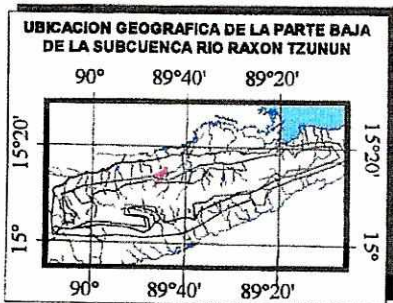 UBICACION GEOGRAFICA DE LA PARTE BAJA
DE LA SUBCUENCA RIO RAXON TZUNUN
90° 89°40' 89°20'
15°20' 15°20'
15° 15°
90° 89°40' 89°20'